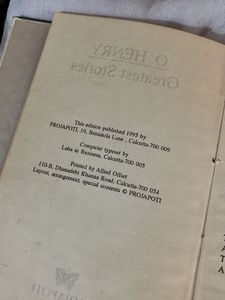 O HENRY
Greatest Stories
This edition published 1995 by
PROJAPOTI, 19, Beniatola Lane , Calcutta-700 009
Computer typeset by
Laha in Business, Calcutta-700 005
Printed by Allied Offset
110-B, Dhanadebi Khanna Road, Calcutta-700 054
Layout, arrangement, special contents © PROJAPOTI